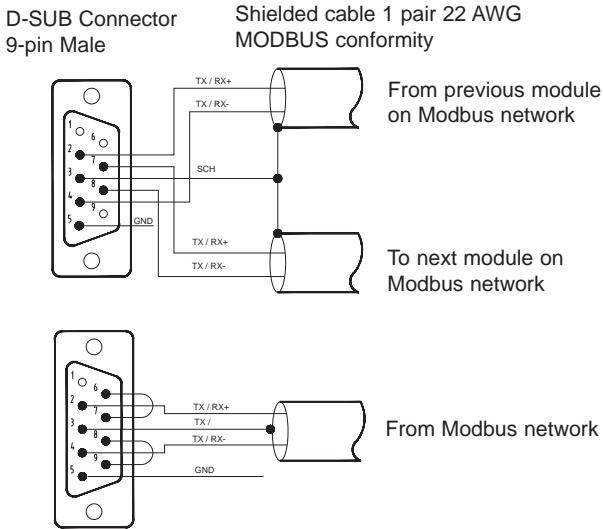 D-SUB Connector
9-pin Male
Shielded cable 1 pair 22 AWG
MODBUS conformity
TX / RX+
TX / RX-
SCH
GND
TX / RX+
TX / RX-
1
2
3
4
5
6
7
8
9
From previous module
on Modbus network
To next module on
Modbus network
1
2
3
4
5
6
7
8
9
TX / RX+
TX /
TX / RX-
GND
From Modbus network